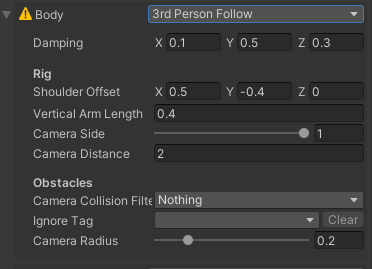 Body 3rd Person Follow
Damping X 0.1 Y 0.5 Z 0.3
Rig
Shoulder Offset X 0.5 Y -0.4 Z 0
Vertical Arm Length 0.4
Camera Side 1
Camera Distance 2
Obstacles
Camera Collision Filte Nothing
Ignore Tag Clear
Camera Radius 0.2